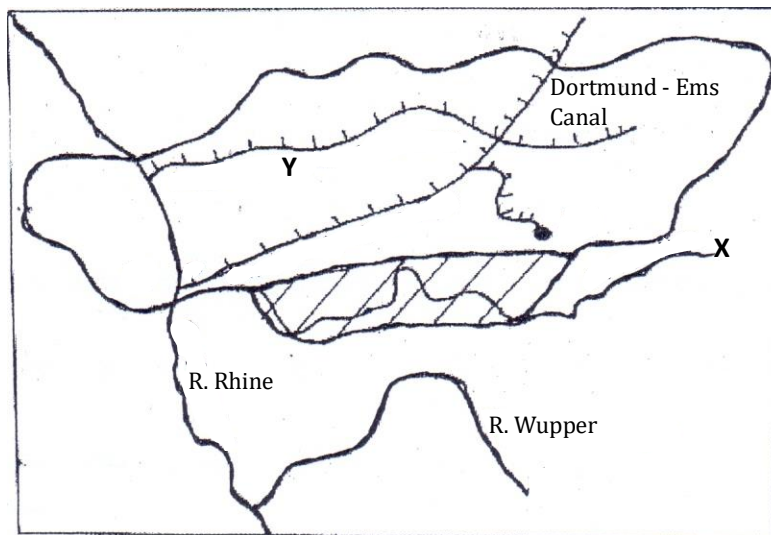 Dortmund - Ems
Canal
Y
X
R. Rhine
R. Wupper